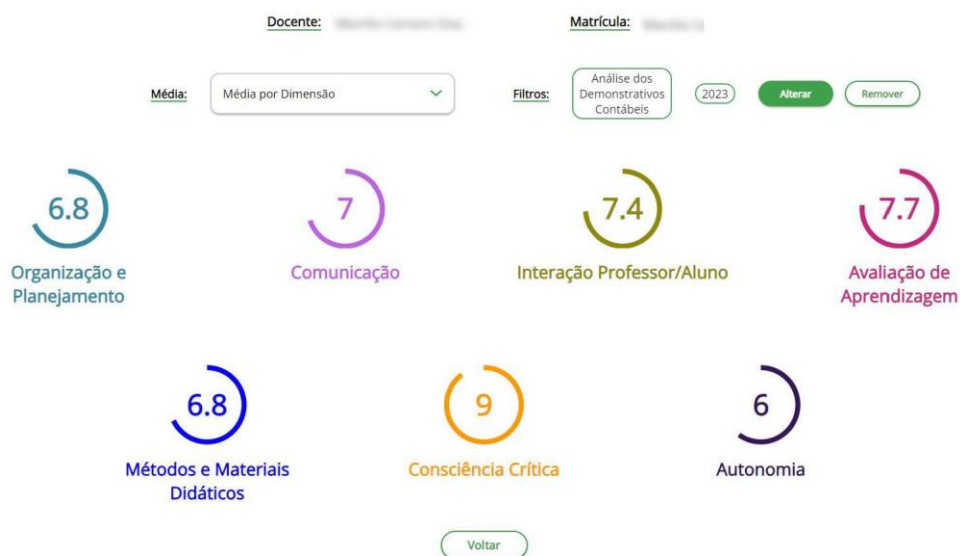 Docente:
Matrícula:
Média: Média por Dimensão
Filtros:
Análise dos
Demonstrativos
Contábeis
2023
Alterar
Remover
6.8
Organização e
Planejamento
7
Comunicação
7.4
Interação Professor/Aluno
7.7
Avaliação de
Aprendizagem
6.8
Métodos e Materiais
Didáticos
9
Consciência Crítica
6
Autonomia
Voltar